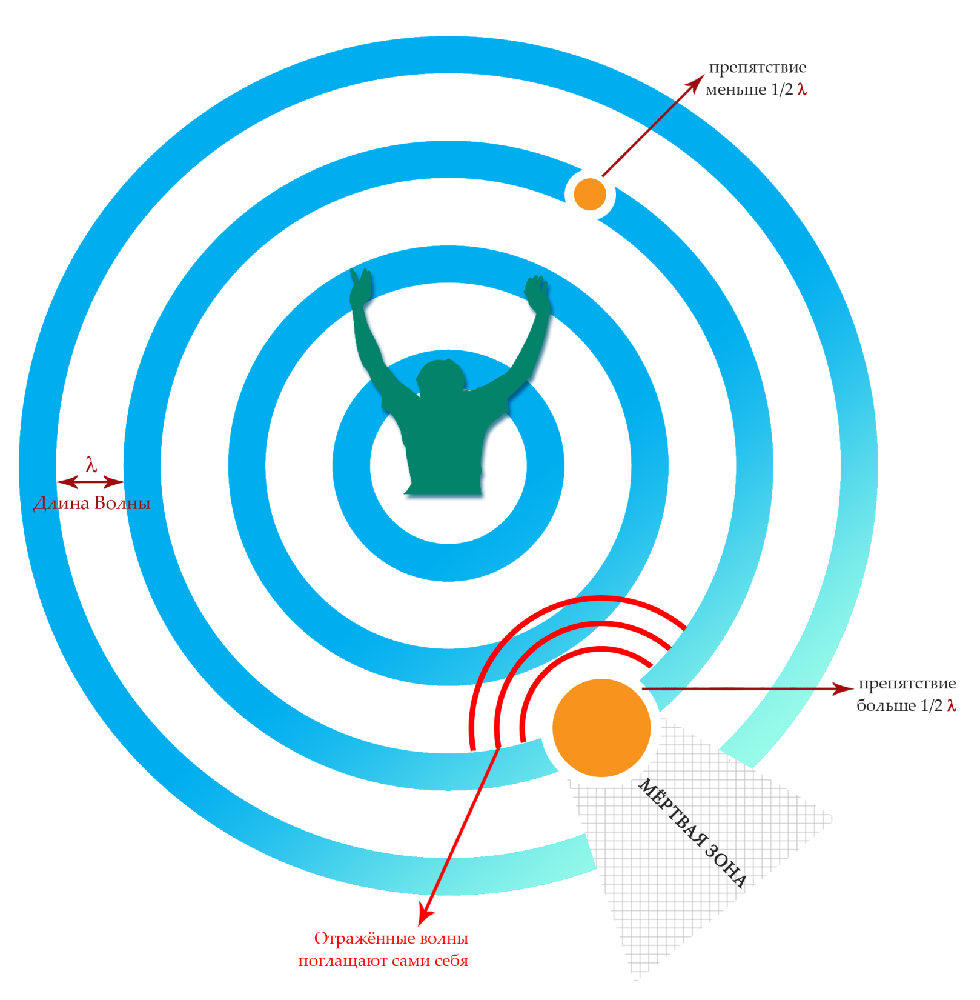 препятствие
меньше 1/2 λ
λ
Длина Волны
препятствие
больше 1/2 λ
МЁРТВАЯ ЗОНА
Отражённые волны
поглащают сами себя